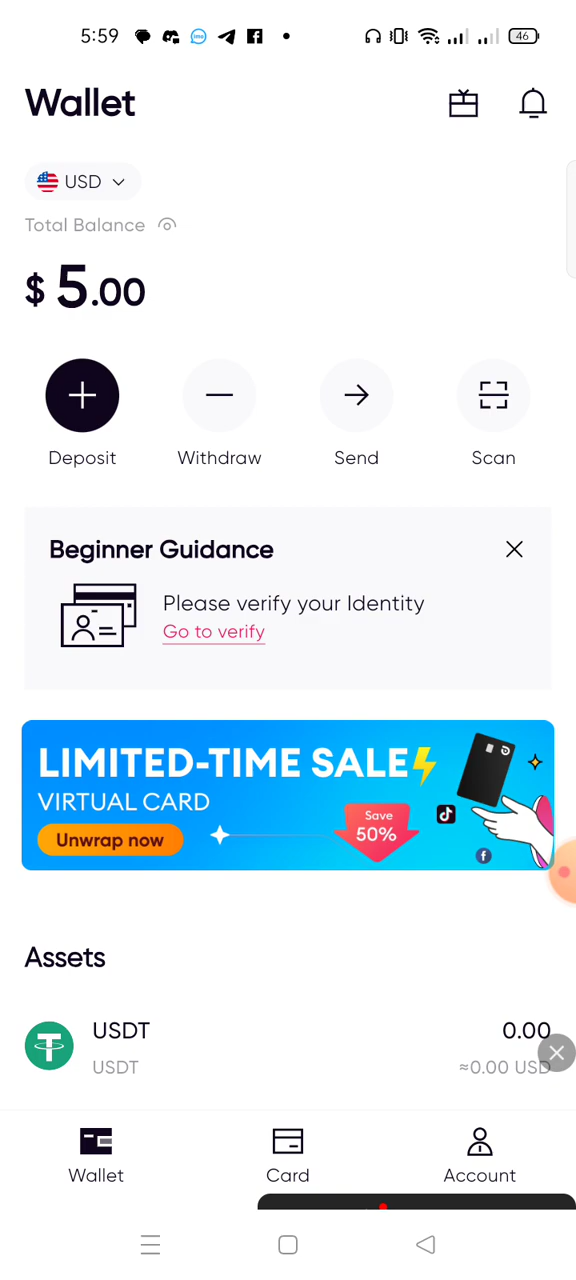 5:59
46
Wallet
USD
Total Balance
$ 5.00
Deposit
Withdraw
Send
Scan
Beginner Guidance
Please verify your Identity
Go to verify
LIMITED-TIME SALE
VIRTUAL CARD
Unwrap now
Save
50%
Assets
USDT
0.00
USDT
≈0.00 USD
Wallet
Card
Account